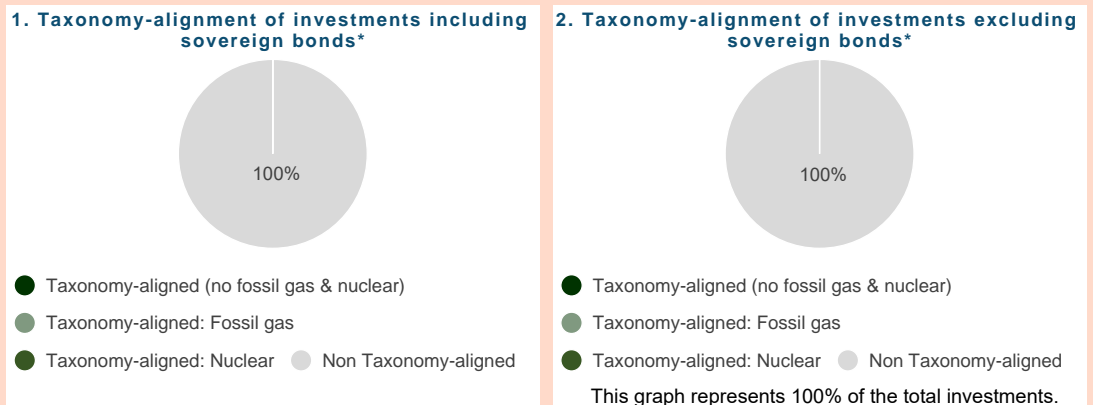 1. Taxonomy-alignment of investments including
sovereign bonds*
100%
Taxonomy-aligned (no fossil gas & nuclear)
Taxonomy-aligned: Fossil gas
Taxonomy-aligned: Nuclear Non Taxonomy-aligned
2. Taxonomy-alignment of investments excluding
sovereign bonds*
100%
Taxonomy-aligned (no fossil gas & nuclear)
Taxonomy-aligned: Fossil gas
Taxonomy-aligned: Nuclear Non Taxonomy-aligned
This graph represents 100% of the total investments.